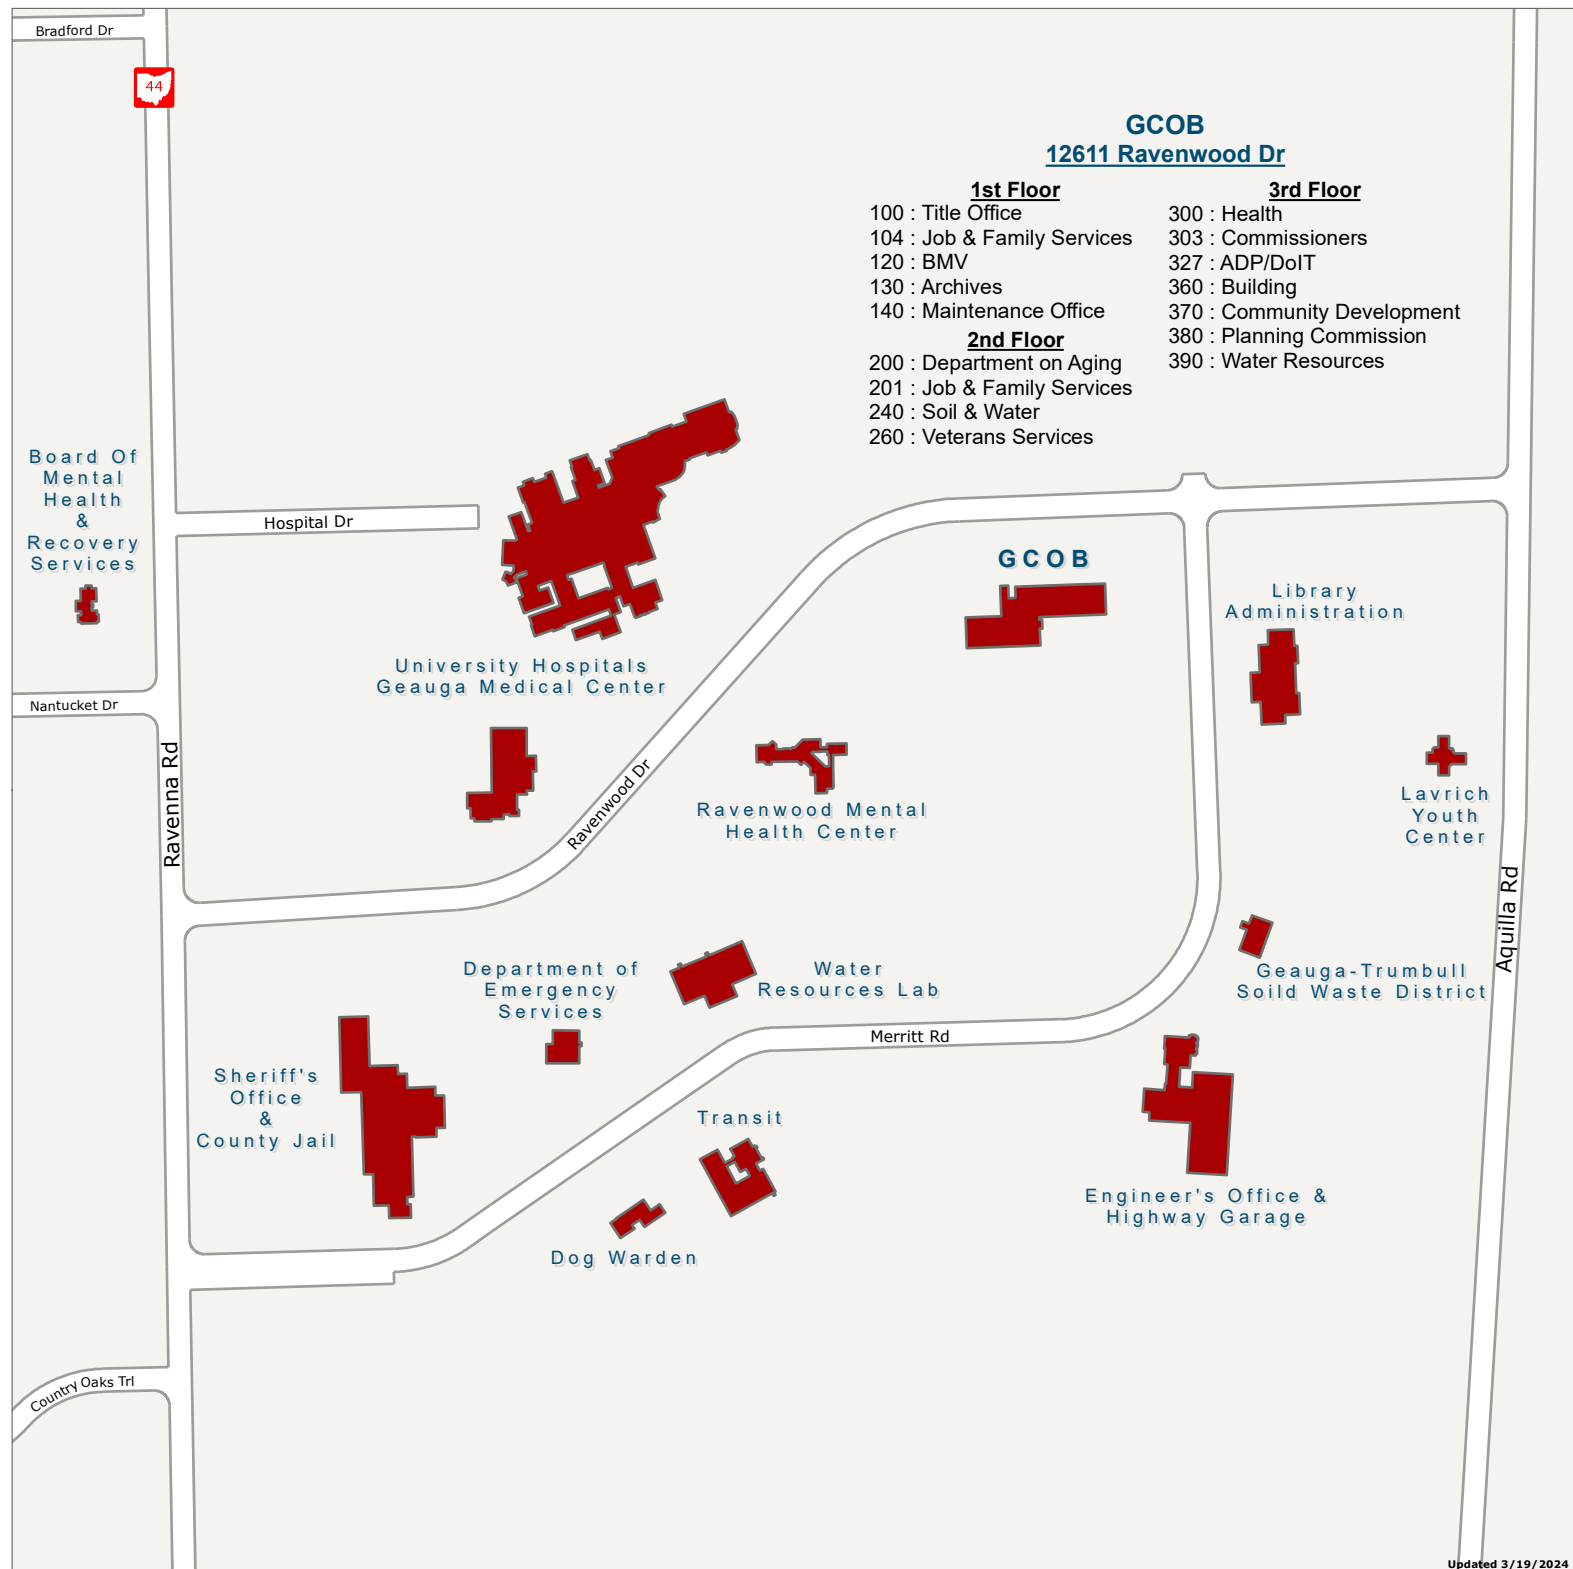 Bradford Dr
44
GCOB
12611 Ravenwood Dr
1st Floor
100 : Title Office
104 : Job & Family Services
120 : BMV
130 : Archives
140 : Maintenance Office
2nd Floor
200 : Department on Aging
201 : Job & Family Services
240 : Soil & Water
260 : Veterans Services
3rd Floor
300 : Health
303 : Commissioners
327 : ADP/DoIT
360 : Building
370 : Community Development
380 : Planning Commission
390 : Water Resources
Board Of
Mental
Health
&
Recovery
Services
Hospital Dr
GCOB
Library
Administration
University Hospitals
Geauga Medical Center
Nantucket Dr
Ravenna Rd
Ravenwood Dr
Ravenwood Mental
Health Center
Lavrich
Youth
Center
Aquilla Rd
Department of
Emergency
Services
Water
Resources Lab
Geauga-Trumbull
Soild Waste District
Merritt Rd
Sheriff's
Office
&
County Jail
Transit
Engineer's Office &
Highway Garage
Dog Warden
Country Oaks Trl
Updated 3/19/2024